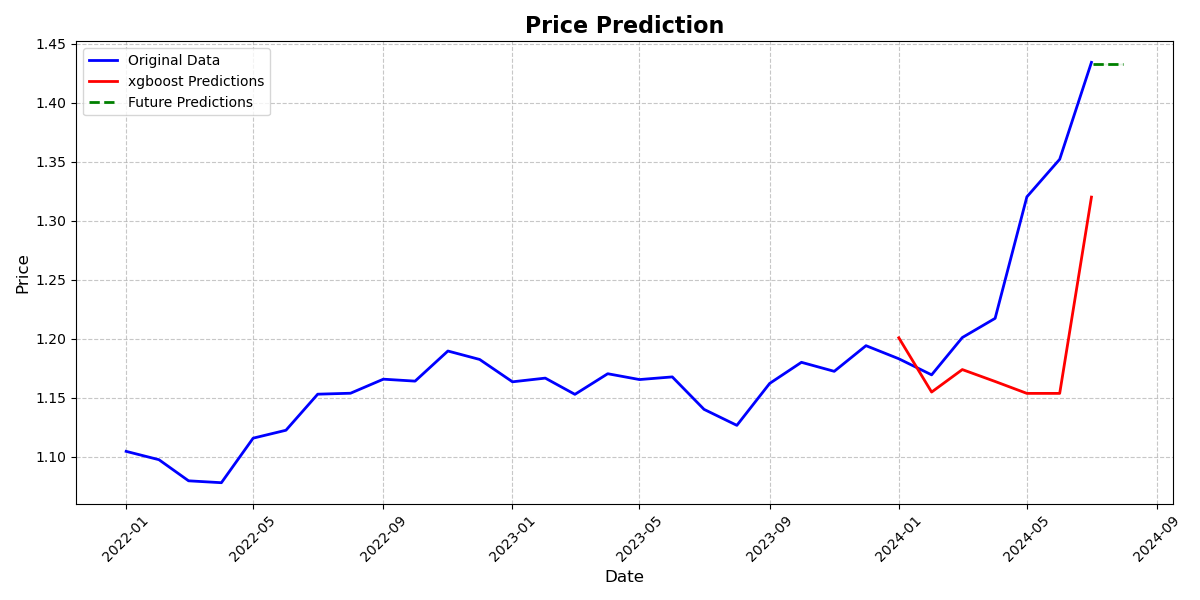 Price Prediction
Original Data
xgboost Predictions
Future Predictions
Price
1.45
1.40
1.35
1.30
1.25
1.20
1.15
1.10
2022-01
2022-05
2022-09
2023-01
2023-05
2023-09
2024-01
2024-05
2024-09
Date